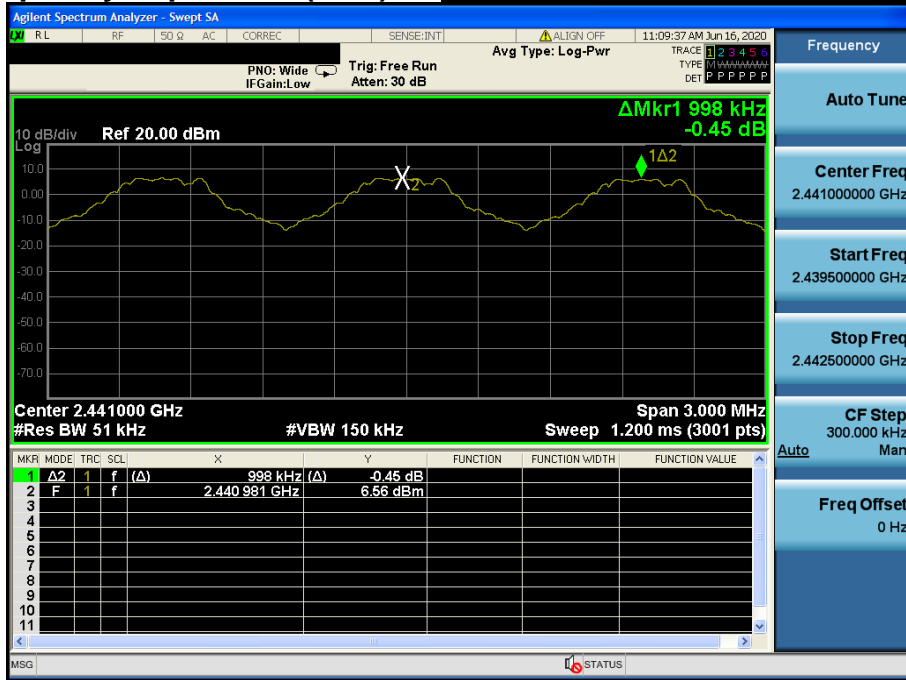 Agilent Spectrum Analyzer - Swept SA
LXI RL RF 50 Ω AC CORREC SENSE:INT ALIGN OFF 11:09:37 AM Jun 16, 2020
Avg Type: Log-Pwr TRACE 1 2 3 4 5 6
PNO: Wide Trig: Free Run TYPE M WWWWW
IFGain:Low Atten: 30 dB DET P P P P P P
Frequency
Auto Tune
ΔMkr1 998 kHz
10 dB/div Ref 20.00 dBm -0.45 dB
Log
1Δ2
10.0
X2
0.00
-10.0
-20.0
-30.0
-40.0
-50.0
-60.0
-70.0
Center 2.441000 GHz Span 3.000 MHz
#Res BW 51 kHz #VBW 150 kHz Sweep 1.200 ms (3001 pts)
Center Freq
2.441000000 GHz
Start Freq
2.439500000 GHz
Stop Freq
2.442500000 GHz
CF Step
300.000 kHz
Auto Man
Freq Offset
0 Hz
MKR MODE TRC SCL X Y FUNCTION FUNCTION WIDTH FUNCTION VALUE
1 Δ2 1 f (Δ) 998 kHz (Δ) -0.45 dB
2 F 1 f 2.440 981 GHz 6.56 dBm
3
4
5
6
7
8
9
10
11
MSG STATUS